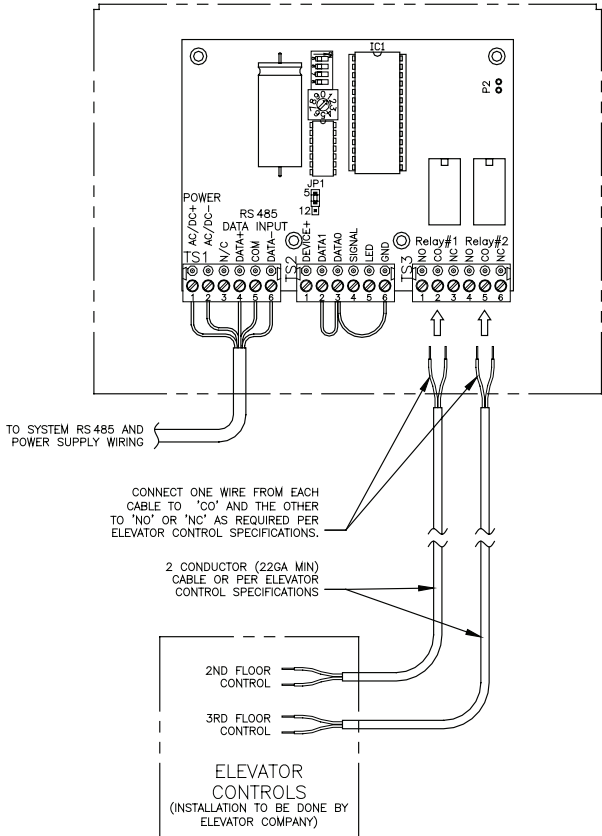 IC1
P2
JP1
5
12
POWER
AC/DC+
AC/DC-
N/C
DATA+
COM
DATA-
RS 485
DATA INPUT
TS1
1 2 3 4 5 6
TS2
DEVICE+
DATA1
DATA0
SIGNAL
LED
GND
1 2 3 4 5 6
TS3
Relay#1 Relay#2
NO
CO
NC
NO
CO
NC
1 2 3 4 5 6
TO SYSTEM RS 485 AND
POWER SUPPLY WIRING
CONNECT ONE WIRE FROM EACH
CABLE TO 'CO' AND THE OTHER
TO 'NO' OR 'NC' AS REQUIRED PER
ELEVATOR CONTROL SPECIFICATIONS.
2 CONDUCTOR (22GA MIN)
CABLE OR PER ELEVATOR
CONTROL SPECIFICATIONS
2ND FLOOR
CONTROL
3RD FLOOR
CONTROL
ELEVATOR
CONTROLS
(INSTALLATION TO BE DONE BY
ELEVATOR COMPANY)